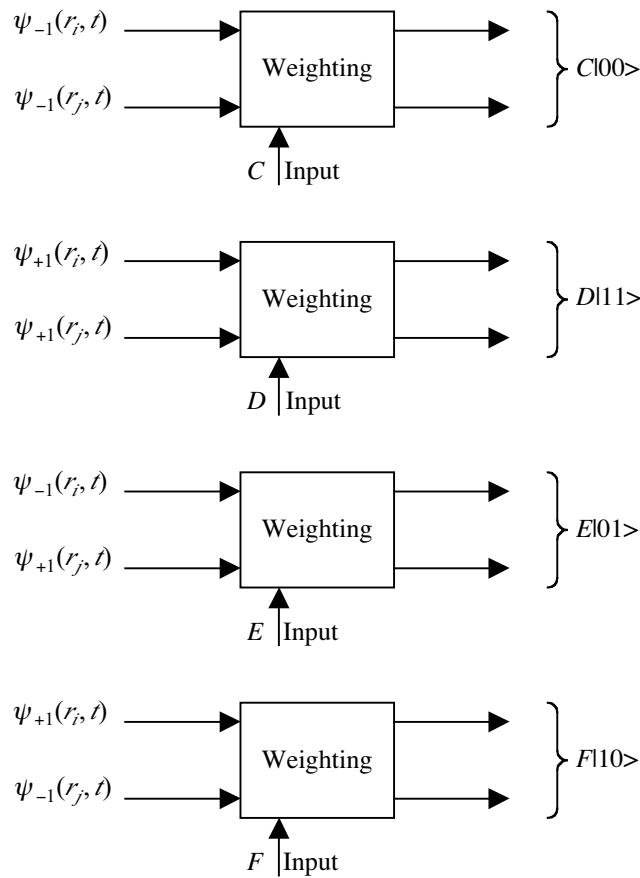 ψ₋₁(rᵢ, t)
Weighting
C|00>
ψ₋₁(rⱼ, t)
C Input
ψ₊₁(rᵢ, t)
Weighting
D|11>
ψ₊₁(rⱼ, t)
D Input
ψ₋₁(rᵢ, t)
Weighting
E|01>
ψ₊₁(rⱼ, t)
E Input
ψ₊₁(rᵢ, t)
Weighting
F|10>
ψ₋₁(rⱼ, t)
F Input